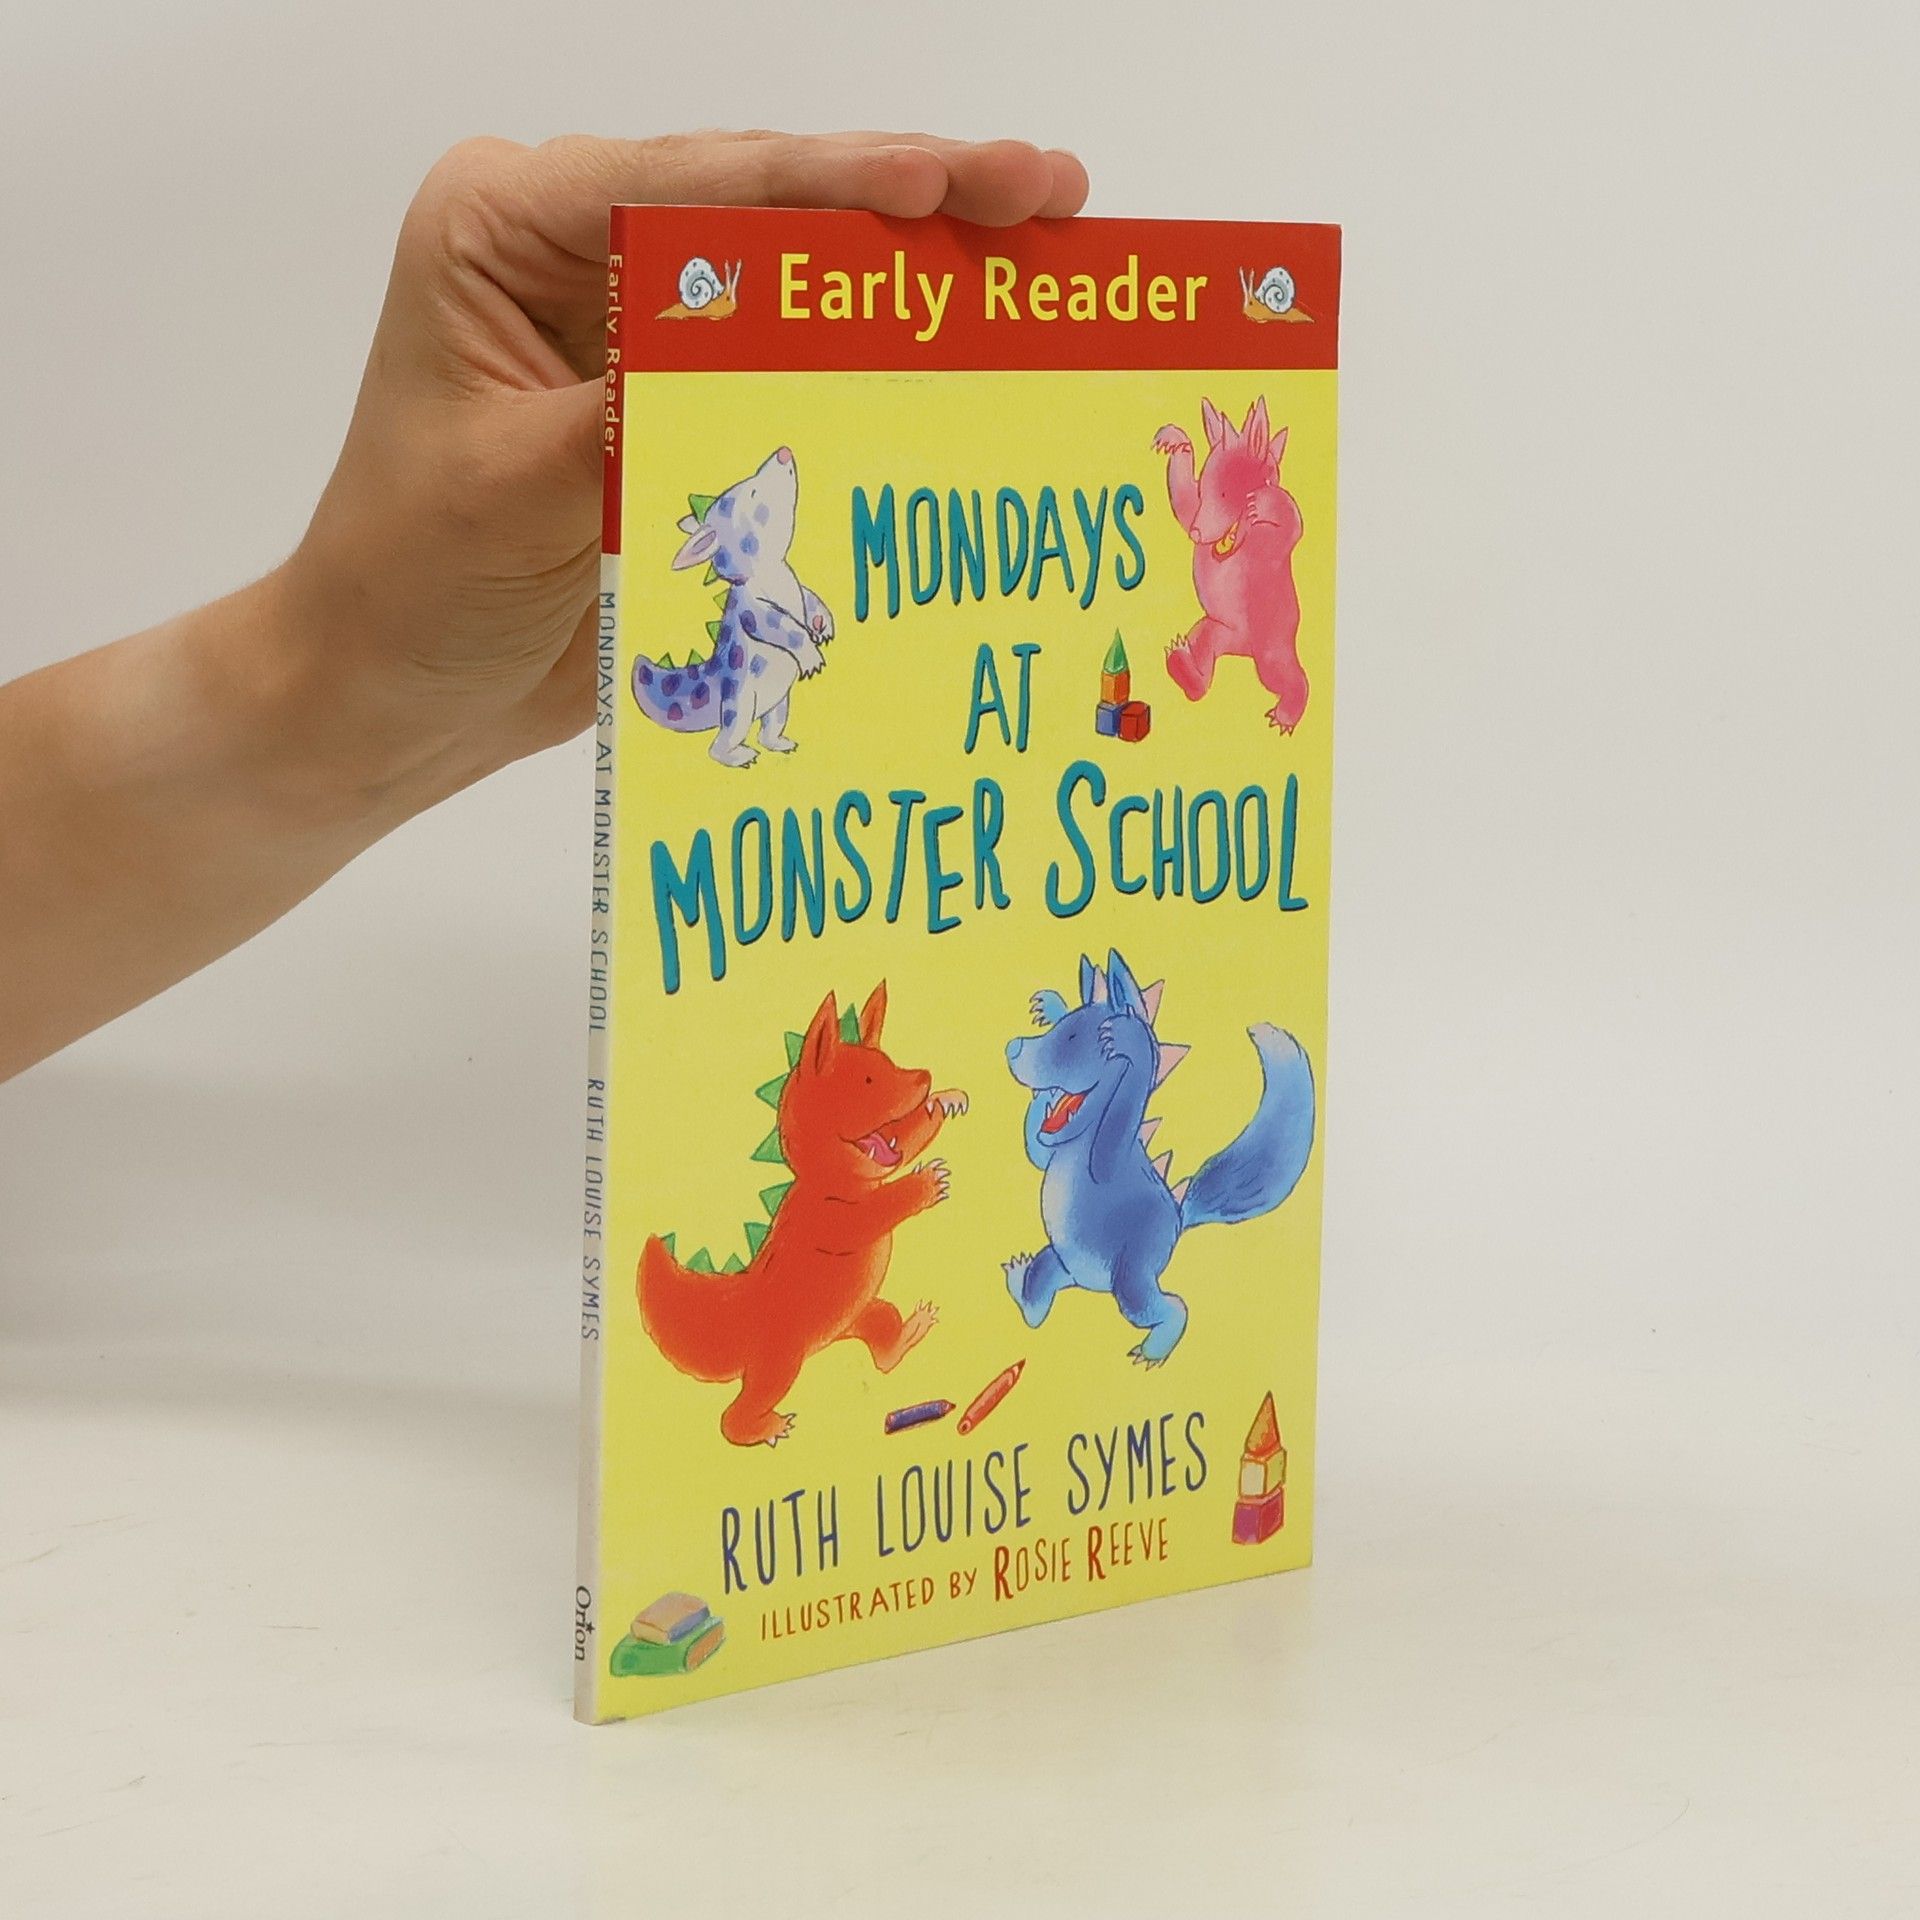 Early Reader
MONDAYS
AT
MONSTER SCHOOL
RUTH LOUISE SYMES
ILLUSTRATED BY ROSIE REEVE
Early Reader
MONDAYS AT MONSTER SCHOOL RUTH LOUISE SYMES
Orion